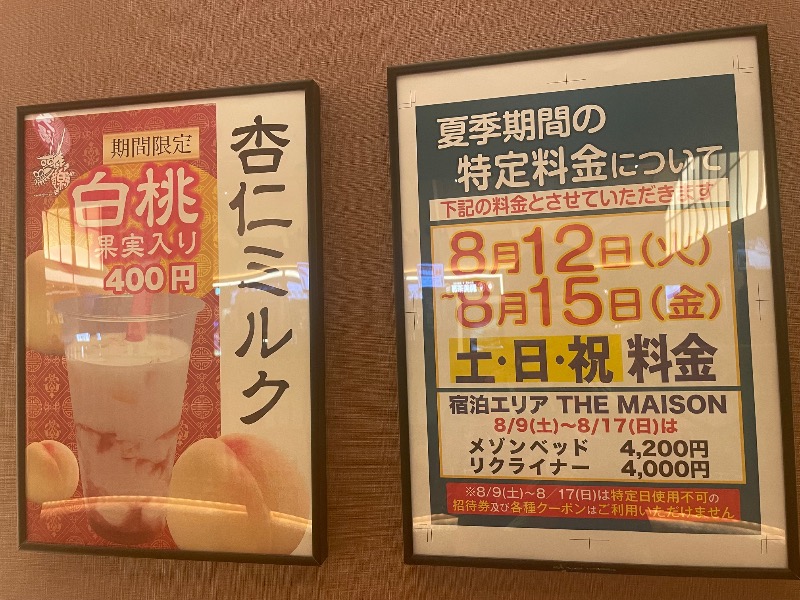 期間限定
白桃
果実入り
400円
杏仁ミルク
夏季期間の
特定料金について
下記の料金とさせていただきます
8月12日(火)
~8月15日(金)
土・日・祝 料金
宿泊エリア THE MAISON
8/9(土)~8/17(日)は
メゾンベッド 4,200円
リクライナー 4,000円
※8/9(土)~8/17(日)は特定日使用不可の
招待券及び各種クーポンはご利用いただけません